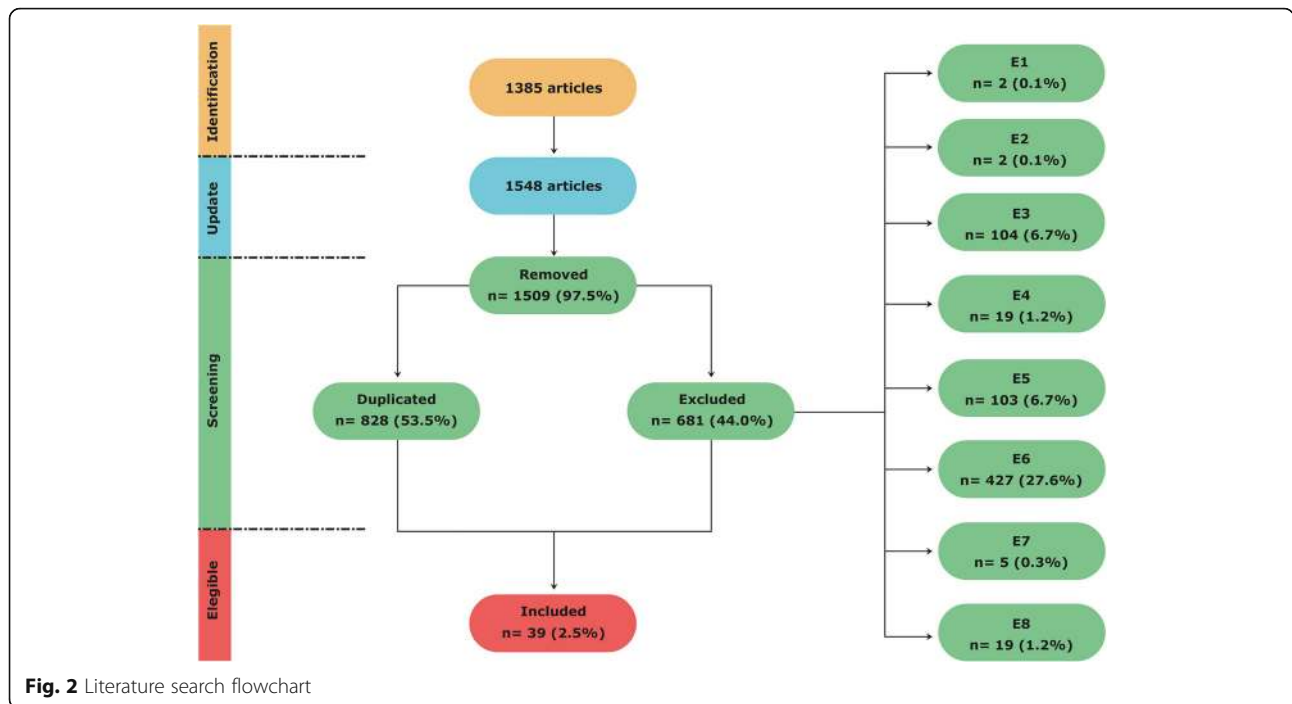 Identification
1385 articles
Update
1548 articles
Screening
Removed
n= 1509 (97.5%)
Duplicated
n= 828 (53.5%)
Excluded
n= 681 (44.0%)
E1
n= 2 (0.1%)
E2
n= 2 (0.1%)
E3
n= 104 (6.7%)
E4
n= 19 (1.2%)
E5
n= 103 (6.7%)
E6
n= 427 (27.6%)
E7
n= 5 (0.3%)
E8
n= 19 (1.2%)
Elegible
Included
n= 39 (2.5%)
Fig. 2 Literature search flowchart